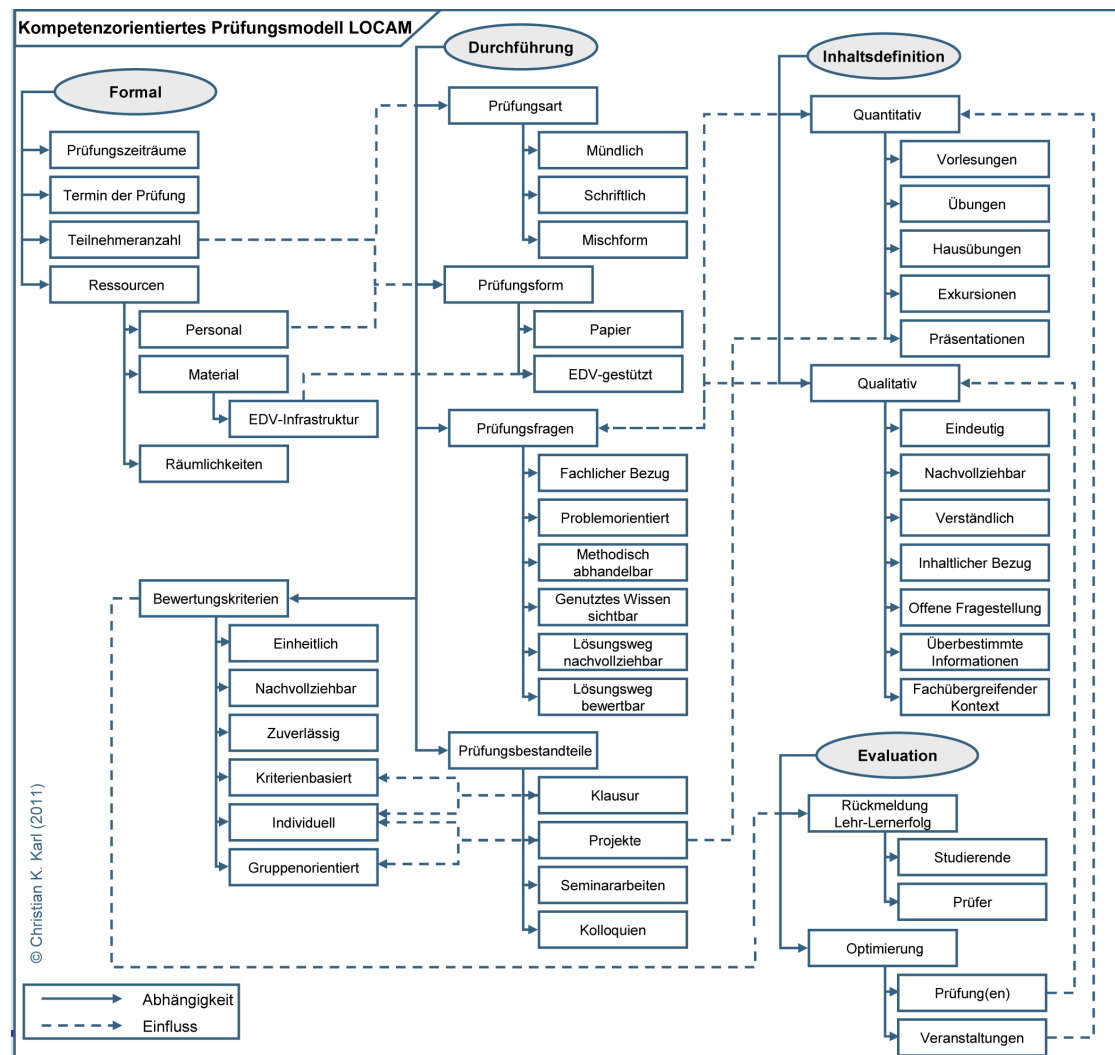 Kompetenzorientiertes Prüfungsmodell LOCAM
Formal
Prüfungszeiträume
Termin der Prüfung
Teilnehmeranzahl
Ressourcen
Personal
Material
EDV-Infrastruktur
Räumlichkeiten
Durchführung
Prüfungsart
Mündlich
Schriftlich
Mischform
Prüfungsform
Papier
EDV-gestützt
Prüfungsfragen
Fachlicher Bezug
Problemorientiert
Methodisch
abhandelbar
Genutztes Wissen
sichtbar
Lösungsweg
nachvollziehbar
Lösungsweg
bewertbar
Bewertungskriterien
Einheitlich
Nachvollziehbar
Zuverlässig
Kriterienbasiert
Individuell
Gruppenorientiert
Prüfungsbestandteile
Klausur
Projekte
Seminararbeiten
Kolloquien
Inhaltsdefinition
Quantitativ
Vorlesungen
Übungen
Hausübungen
Exkursionen
Präsentationen
Qualitativ
Eindeutig
Nachvollziehbar
Verständlich
Inhaltlicher Bezug
Offene Fragestellung
Überbestimmte
Informationen
Fachübergreifender
Kontext
Evaluation
Rückmeldung
Lehr-Lernerfolg
Studierende
Prüfer
Optimierung
Prüfung(en)
Veranstaltungen
© Christian K. Karl (2011)
Abhängigkeit
Einfluss